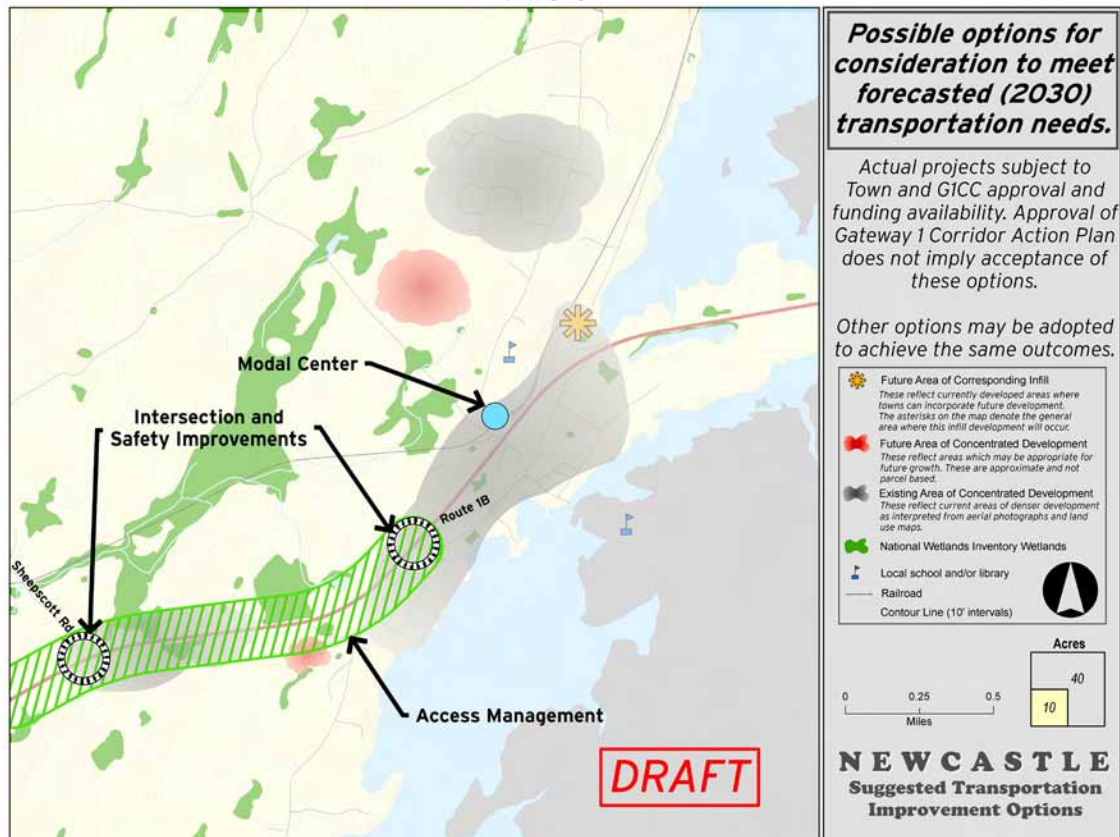 Possible options for
consideration to meet
forecasted (2030)
transportation needs.
Actual projects subject to
Town and G1CC approval and
funding availability. Approval of
Gateway 1 Corridor Action Plan
does not imply acceptance of
these options.
Other options may be adopted
to achieve the same outcomes.
Future Area of Corresponding Infill
These reflect currently developed areas where
towns can incorporate future development.
The asterisks on the map denote the general
area where this infill development will occur.
Future Area of Concentrated Development
These reflect areas which may be appropriate for
future growth. These are approximate and not
parcel based.
Existing Area of Concentrated Development
These reflect current areas of denser development
as interpreted from aerial photographs and land
use maps.
National Wetlands Inventory Wetlands
Local school and/or library
Railroad
Contour Line (10' intervals)
Acres
40
10
0 0.25 0.5
Miles
NEWCASTLE
Suggested Transportation
Improvement Options
Modal Center
Intersection and
Safety Improvements
Route 1B
Sheepscott Rd
Access Management
DRAFT